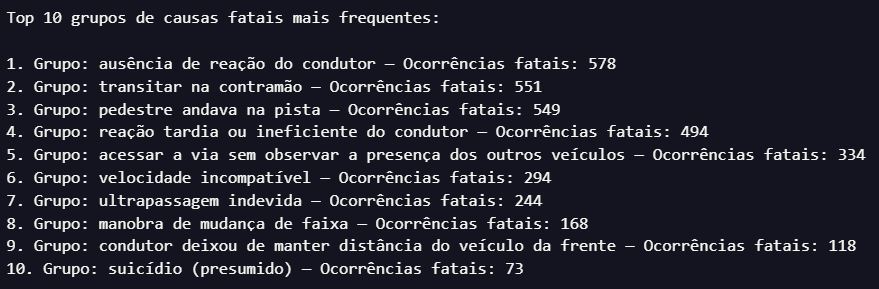 Top 10 grupos de causas fatais mais frequentes:
1. Grupo: ausência de reação do condutor — Ocorrências fatais: 578
2. Grupo: transitar na contramão — Ocorrências fatais: 551
3. Grupo: pedestre andava na pista — Ocorrências fatais: 549
4. Grupo: reação tardia ou ineficiente do condutor — Ocorrências fatais: 494
5. Grupo: acessar a via sem observar a presença dos outros veículos — Ocorrências fatais: 334
6. Grupo: velocidade incompatível — Ocorrências fatais: 294
7. Grupo: ultrapassagem indevida — Ocorrências fatais: 244
8. Grupo: manobra de mudança de faixa — Ocorrências fatais: 168
9. Grupo: condutor deixou de manter distância do veículo da frente — Ocorrências fatais: 118
10. Grupo: suicídio (presumido) — Ocorrências fatais: 73